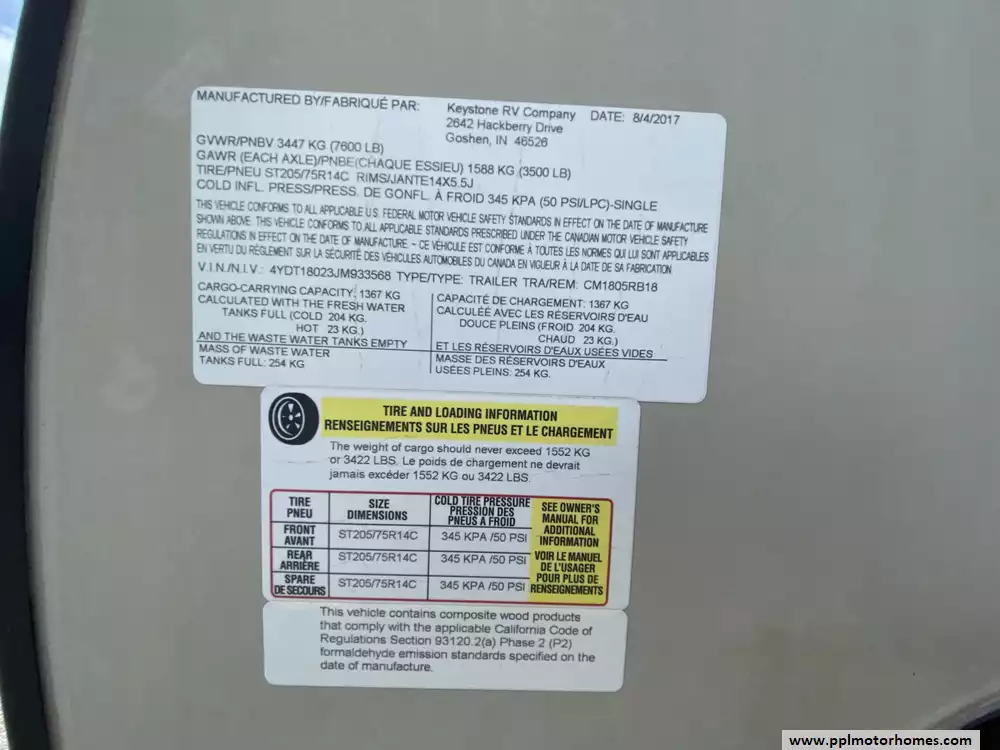 MANUFACTURED BY/FABRIQUÉ PAR: Keystone RV Company DATE: 8/4/2017
2642 Hackberry Drive
Goshen, IN 46526
GVWR/PNBV 3447 KG (7600 LB)
GAWR (EACH AXLE)/PNBE(CHAQUE ESSIEU) 1588 KG (3500 LB)
TIRE/PNEU ST205/75R14C RIMS/JANTE14X5.5J
COLD INFL. PRESS/PRESS. DE GONFL. À FROID 345 KPA (50 PSI/LPC)-SINGLE
THIS VEHICLE CONFORMS TO ALL APPLICABLE U.S. FEDERAL MOTOR VEHICLE SAFETY STANDARDS IN EFFECT ON THE DATE OF MANUFACTURE
SHOWN ABOVE. THIS VEHICLE CONFORMS TO ALL APPLICABLE STANDARDS PRESCRIBED UNDER THE CANADIAN MOTOR VEHICLE SAFETY
REGULATIONS IN EFFECT ON THE DATE OF MANUFACTURE. - CE VÉHICULE EST CONFORME À TOUTES LES NORMES QUI LUI SONT APPLICABLES
EN VERTU DU RÈGLEMENT SUR LA SÉCURITÉ DES VÉHICULES AUTOMOBILES DU CANADA EN VIGUEUR À LA DATE DE SA FABRICATION
V.I.N./N.I.V.: 4YDT18023JM933568 TYPE/TYPE: TRAILER TRA/REM: CM1805RB18
CARGO-CARRYING CAPACITY: 1367 KG
CALCULATED WITH THE FRESH WATER
TANKS FULL (COLD 204 KG.
HOT 23 KG.)
AND THE WASTE WATER TANKS EMPTY
MASS OF WASTE WATER
TANKS FULL: 254 KG
CAPACITÉ DE CHARGEMENT: 1367 KG
CALCULÉE AVEC LES RÉSERVOIRS D'EAU
DOUCE PLEINS (FROID 204 KG.
CHAUD 23 KG.)
ET LES RÉSERVOIRS D'EAUX USÉES VIDES
MASSE DES RÉSERVOIRS D'EAUX
USÉES PLEINS: 254 KG.
TIRE AND LOADING INFORMATION
RENSEIGNEMENTS SUR LES PNEUS ET LE CHARGEMENT
The weight of cargo should never exceed 1552 KG
or 3422 LBS. Le poids de chargement ne devrait
jamais excéder 1552 KG ou 3422 LBS.
TIRE
PNEU
SIZE
DIMENSIONS
COLD TIRE PRESSURE
PRESSION DES
PNEUS À FROID
FRONT
AVANT
ST205/75R14C 345 KPA /50 PSI
REAR
ARRIÈRE
ST205/75R14C 345 KPA /50 PSI
SPARE
DE SECOURS
ST205/75R14C 345 KPA /50 PSI
SEE OWNER'S
MANUAL FOR
ADDITIONAL
INFORMATION
VOIR LE MANUEL
DE L'USAGER
POUR PLUS DE
RENSEIGNEMENTS
This vehicle contains composite wood products
that comply with the applicable California Code of
Regulations Section 93120.2(a) Phase 2 (P2)
formaldehyde emission standards specified on the
date of manufacture.
www.pplmotorhomes.com